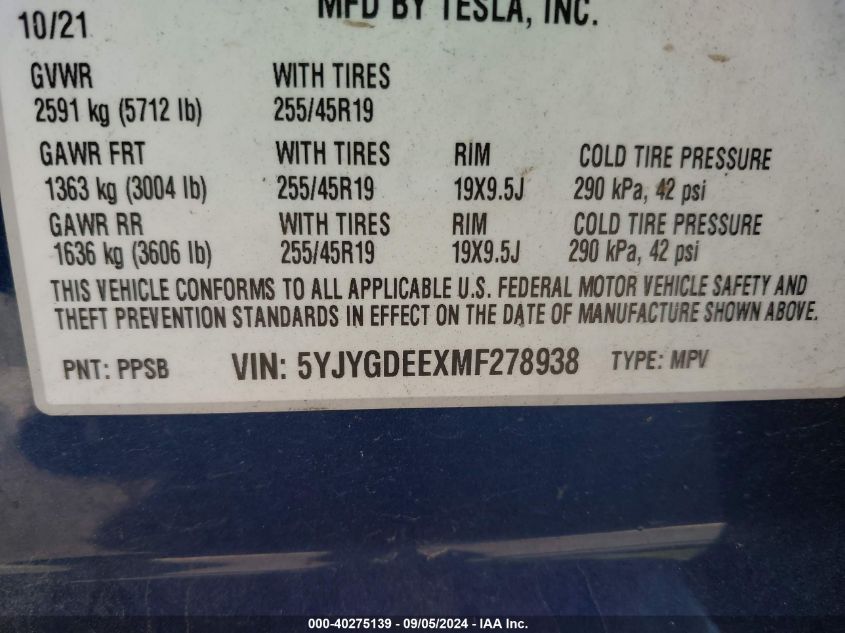 MFD BY TESLA, INC.
10/21
GVWR WITH TIRES
2591 kg (5712 lb) 255/45R19
GAWR FRT WITH TIRES RIM COLD TIRE PRESSURE
1363 kg (3004 lb) 255/45R19 19X9.5J 290 kPa, 42 psi
GAWR RR WITH TIRES RIM COLD TIRE PRESSURE
1636 kg (3606 lb) 255/45R19 19X9.5J 290 kPa, 42 psi
THIS VEHICLE CONFORMS TO ALL APPLICABLE U.S. FEDERAL MOTOR VEHICLE SAFETY AND
THEFT PREVENTION STANDARDS IN EFFECT ON THE DATE OF MANUFACTURE SHOWN ABOVE.
PNT: PPSB VIN: 5YJYGDEEXMF278938 TYPE: MPV
000-40275139 - 09/05/2024 - IAA Inc.